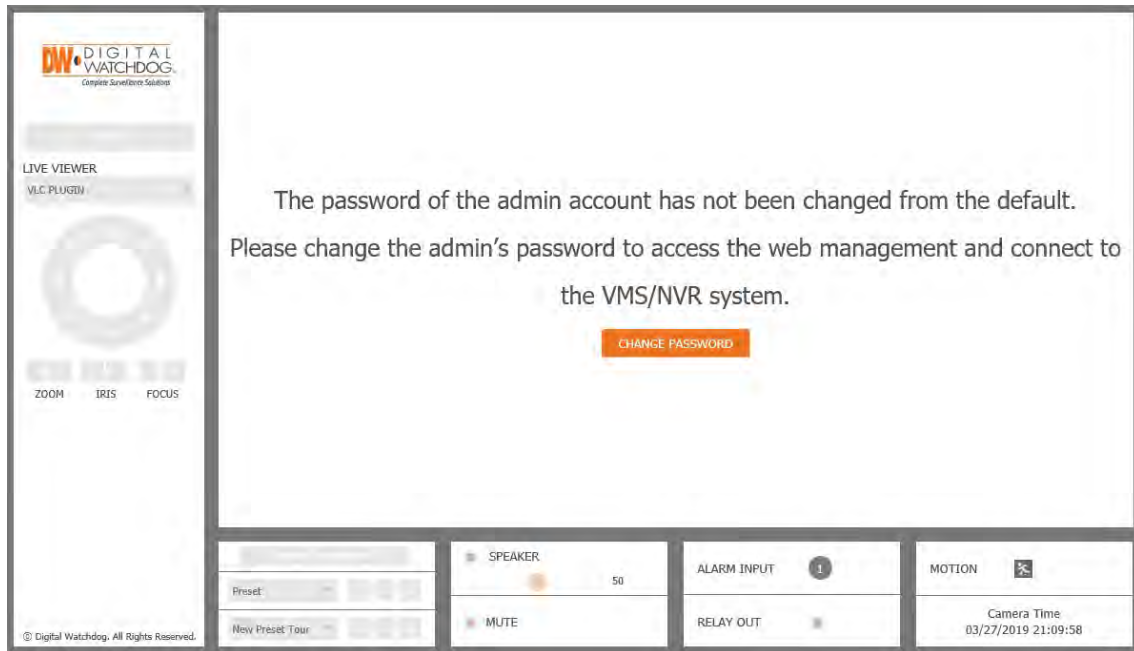 DW DIGITAL
WATCHDOG
Complete Surveillance Solutions
LIVE VIEWER
VLC PLUGIN
ZOOM IRIS FOCUS
© Digital Watchdog. All Rights Reserved.
The password of the admin account has not been changed from the default.
Please change the admin's password to access the web management and connect to
the VMS/NVR system.
CHANGE PASSWORD
Preset
New Preset Tour
SPEAKER
50
MUTE
ALARM INPUT 1
RELAY OUT
MOTION
Camera Time
03/27/2019 21:09:58